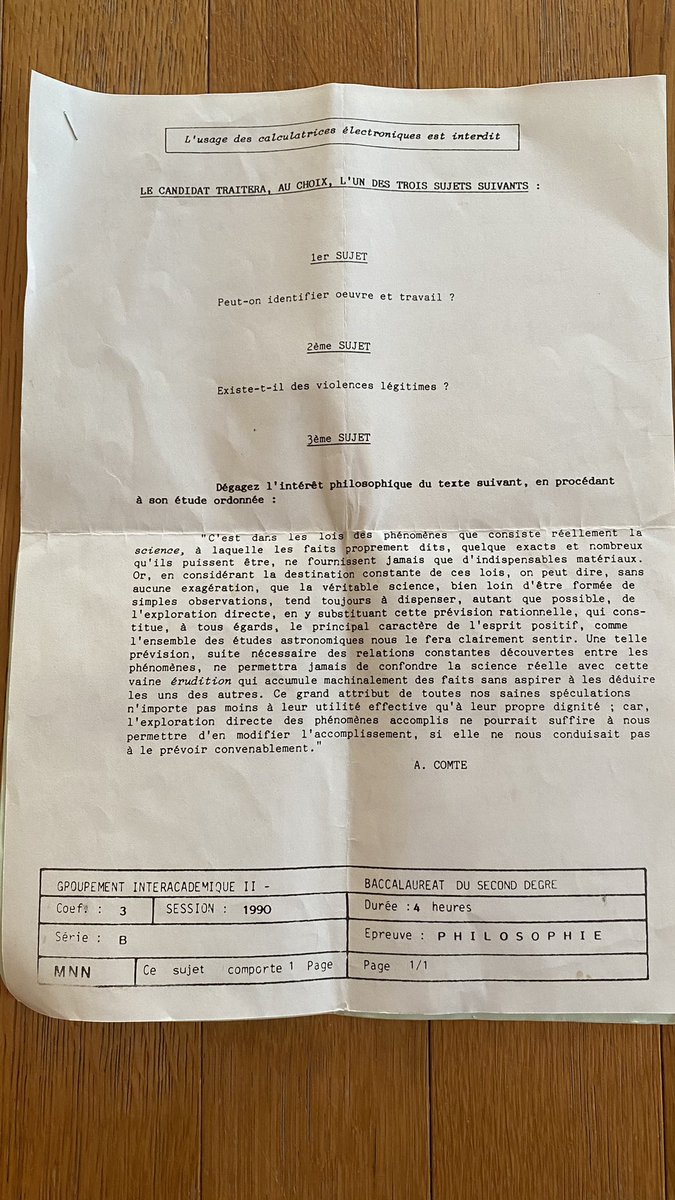 L'usage des calculatrices électroniques est interdit
LE CANDIDAT TRAITERA, AU CHOIX, L'UN DES TROIS SUJETS SUIVANTS :
1er SUJET
Peut-on identifier oeuvre et travail ?
2ème SUJET
Existe-t-il des violences légitimes ?
3ème SUJET
Dégagez l'intérêt philosophique du texte suivant, en procédant
à son étude ordonnée :
"C'est dans les lois des phénomènes que consiste réellement la
science, à laquelle les faits proprement dits, quelque exacts et nombreux
qu'ils puissent être, ne fournissent jamais que d'indispensables matériaux.
Or, en considérant la destination constante de ces lois, on peut dire, sans
aucune exagération, que la véritable science, bien loin d'être formée de
simples observations, tend toujours à dispenser, autant que possible, de
l'exploration directe, en y substituant cette prévision rationnelle, qui cons-
titue, à tous égards, le principal caractère de l'esprit positif, comme
l'ensemble des études astronomiques nous le fera clairement sentir. Une telle
prévision, suite nécessaire des relations constantes découvertes entre les
phénomènes, ne permettra jamais de confondre la science réelle avec cette
vaine érudition qui accumule machinalement des faits sans aspirer à les déduire
les uns des autres. Ce grand attribut de toutes nos saines spéculations
n'importe pas moins à leur utilité effective qu'à leur propre dignité ; car,
l'exploration directe des phénomènes accomplis ne pourrait suffire à nous
permettre d'en modifier l'accomplissement, si elle ne nous conduisait pas
à le prévoir convenablement."
A. COMTE
GROUPEMENT INTERACADEMIQUE II -
BACCALAUREAT DU SECOND DEGRE
Coef. : 3
SESSION : 1990
Durée : 4 heures
Série : B
Epreuve : PHILOSOPHIE
MNN
Ce sujet comporte 1 Page
Page 1/1